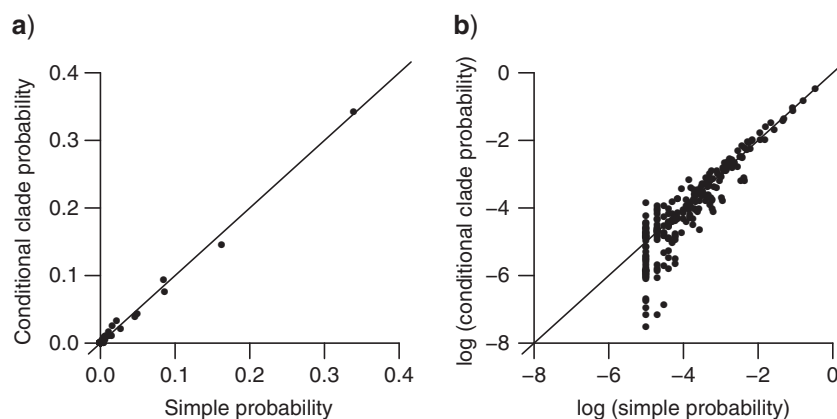 a)
Conditional clade probability
0.4
0.3
0.2
0.1
0.0
0.0 0.1 0.2 0.3 0.4
Simple probability
b)
log (conditional clade probability)
0
−2
−4
−6
−8
−8 −6 −4 −2 0
log (simple probability)